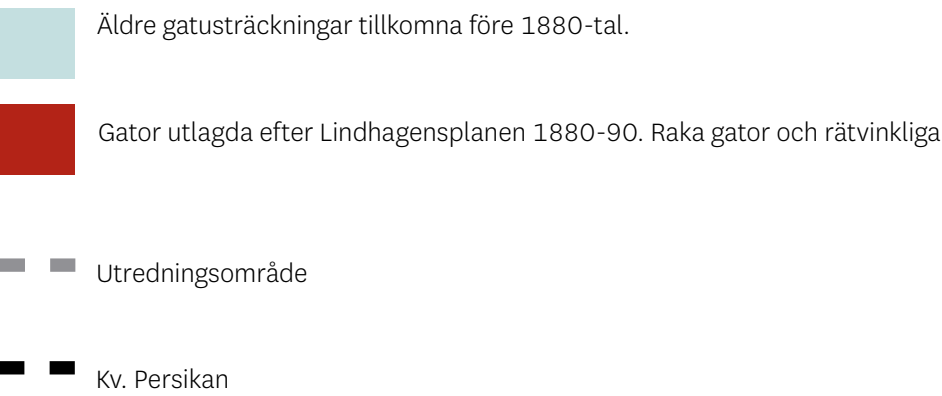 Äldre gatusträckningar tillkomna före 1880-tal.
Gator utlagda efter Lindhagensplanen 1880-90. Raka gator och rätvinkliga
Utredningsområde
Kv. Persikan